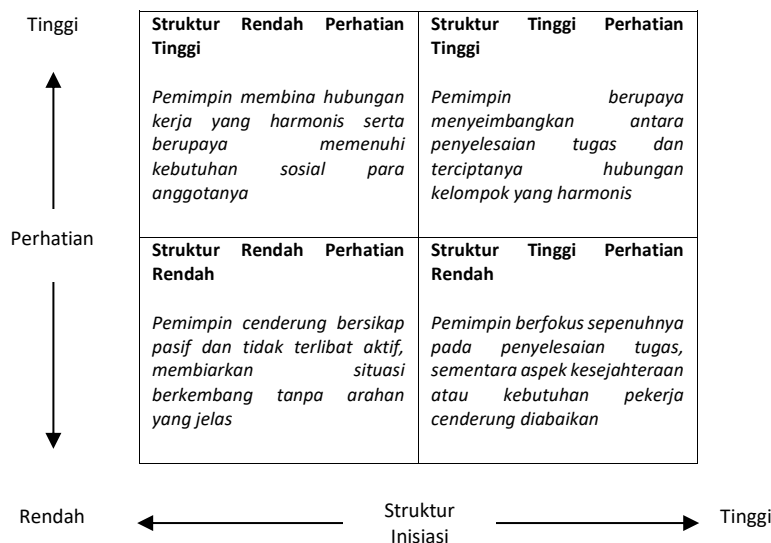 Tinggi
Struktur Rendah Perhatian
Tinggi
Pemimpin membina hubungan
kerja yang harmonis serta
berupaya memenuhi
kebutuhan sosial para
anggotanya
Struktur Tinggi Perhatian
Tinggi
Pemimpin berupaya
menyeimbangkan antara
penyelesaian tugas dan
terciptanya hubungan
kelompok yang harmonis
Perhatian
Struktur Rendah Perhatian
Rendah
Pemimpin cenderung bersikap
pasif dan tidak terlibat aktif,
membiarkan situasi
berkembang tanpa arahan
yang jelas
Struktur Tinggi Perhatian
Rendah
Pemimpin berfokus sepenuhnya
pada penyelesaian tugas,
sementara aspek kesejahteraan
atau kebutuhan pekerja
cenderung diabaikan
Rendah
Struktur
Inisiasi
Tinggi